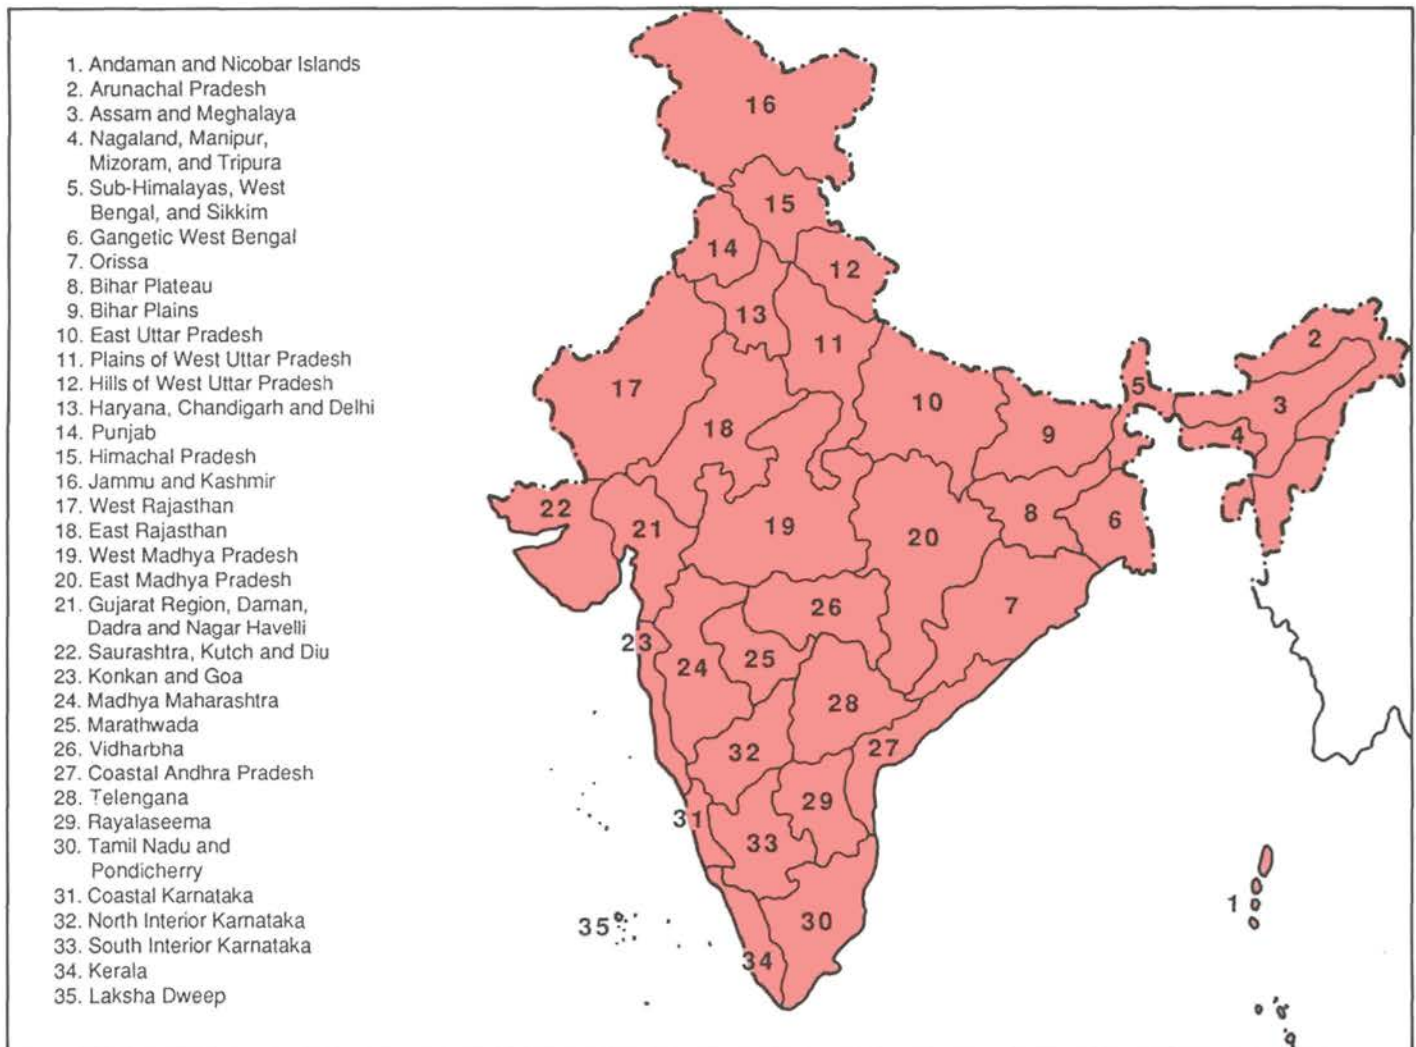 1. Andaman and Nicobar Islands
2. Arunachal Pradesh
3. Assam and Meghalaya
4. Nagaland, Manipur,
Mizoram, and Tripura
5. Sub-Himalayas, West
Bengal, and Sikkim
6. Gangetic West Bengal
7. Orissa
8. Bihar Plateau
9. Bihar Plains
10. East Uttar Pradesh
11. Plains of West Uttar Pradesh
12. Hills of West Uttar Pradesh
13. Haryana, Chandigarh and Delhi
14. Punjab
15. Himachal Pradesh
16. Jammu and Kashmir
17. West Rajasthan
18. East Rajasthan
19. West Madhya Pradesh
20. East Madhya Pradesh
21. Gujarat Region, Daman,
Dadra and Nagar Havelli
22. Saurashtra, Kutch and Diu
23. Konkan and Goa
24. Madhya Maharashtra
25. Marathwada
26. Vidharbha
27. Coastal Andhra Pradesh
28. Telengana
29. Rayalaseema
30. Tamil Nadu and
Pondicherry
31. Coastal Karnataka
32. North Interior Karnataka
33. South Interior Karnataka
34. Kerala
35. Laksha Dweep
16
15
14
12
13
2
11
17
5
10
3
18
9
4
22
8
6
21
19
20
7
26
23
25
24
28
32
27
29
31
33
1
30
35
34